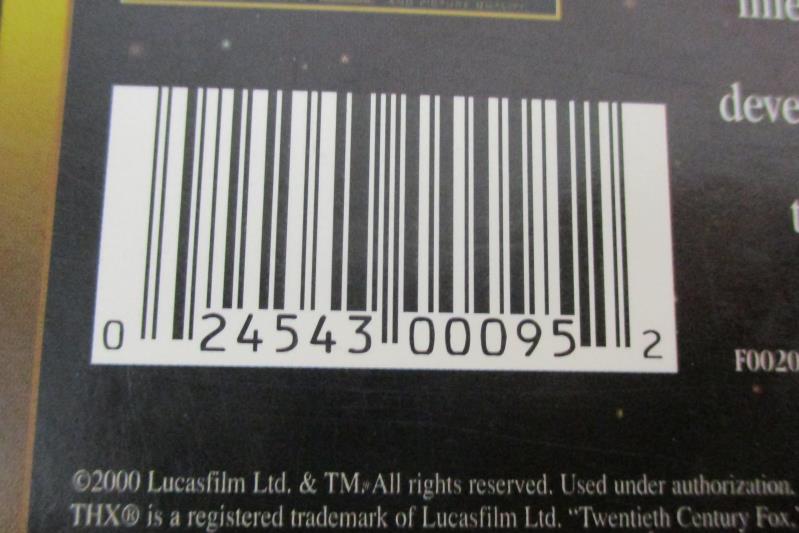 deve
0 24543 00095 2
F0020
©2000 Lucasfilm Ltd. & TM. All rights reserved. Used under authorization.
THX® is a registered trademark of Lucasfilm Ltd. "Twentieth Century Fox,"